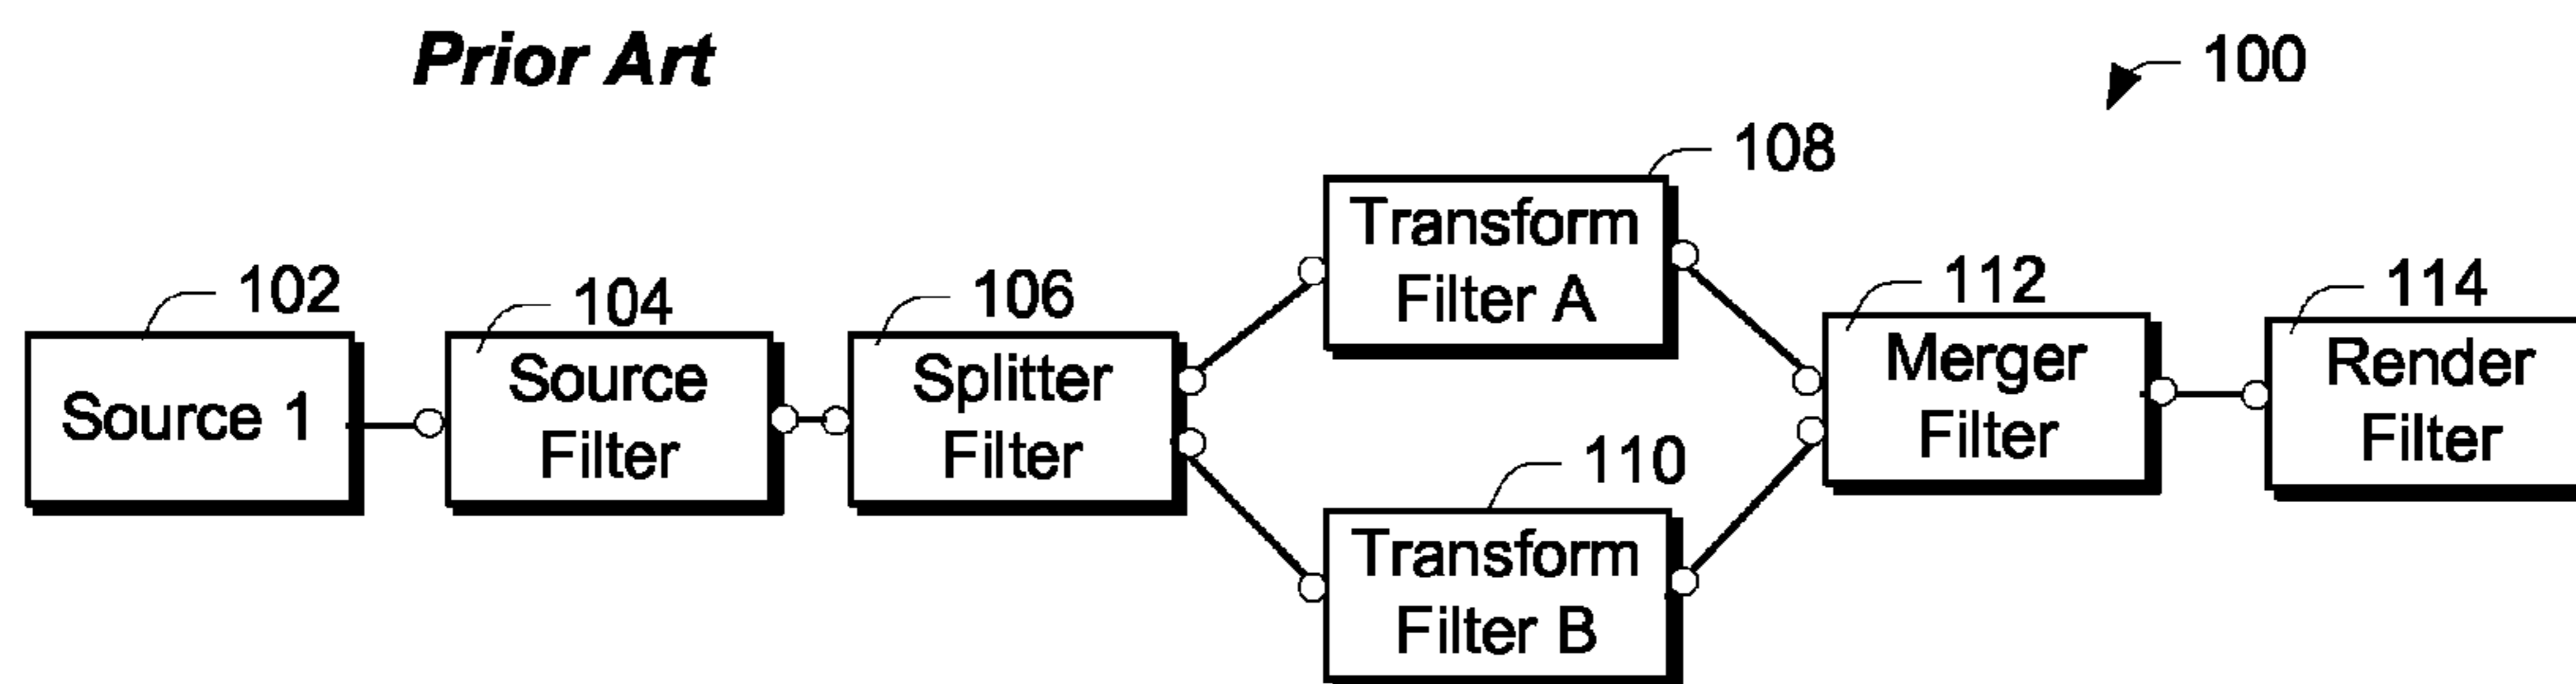 Prior Art
100
108
Transform
Filter A
102
Source 1
104
Source
Filter
106
Splitter
Filter
110
Transform
Filter B
112
Merger
Filter
114
Render
Filter